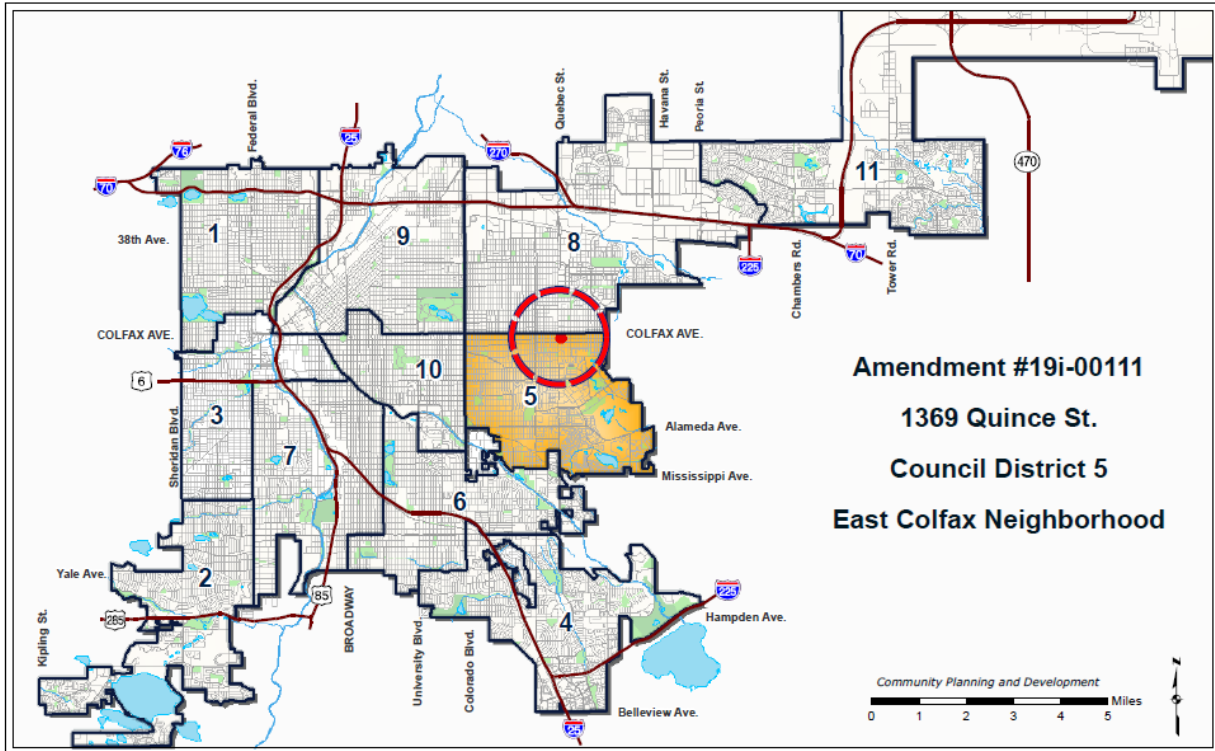 Federal Blvd.
25
Quebec St.
Havana St.
Peoria St.
76
270
70
470
11
1
9
8
38th Ave.
225
Chambers Rd.
70
Tower Rd.
COLFAX AVE.
COLFAX AVE.
6
10
5
3
Sheridan Blvd.
7
Alameda Ave.
Mississippi Ave.
6
Amendment #19i-00111
1369 Quince St.
Council District 5
East Colfax Neighborhood
Yale Ave.
2
85
285
Kipling St.
BROADWAY
University Blvd.
Colorado Blvd.
4
225
Hampden Ave.
Belleview Ave.
25
Community Planning and Development
Miles
0 1 2 3 4 5
N